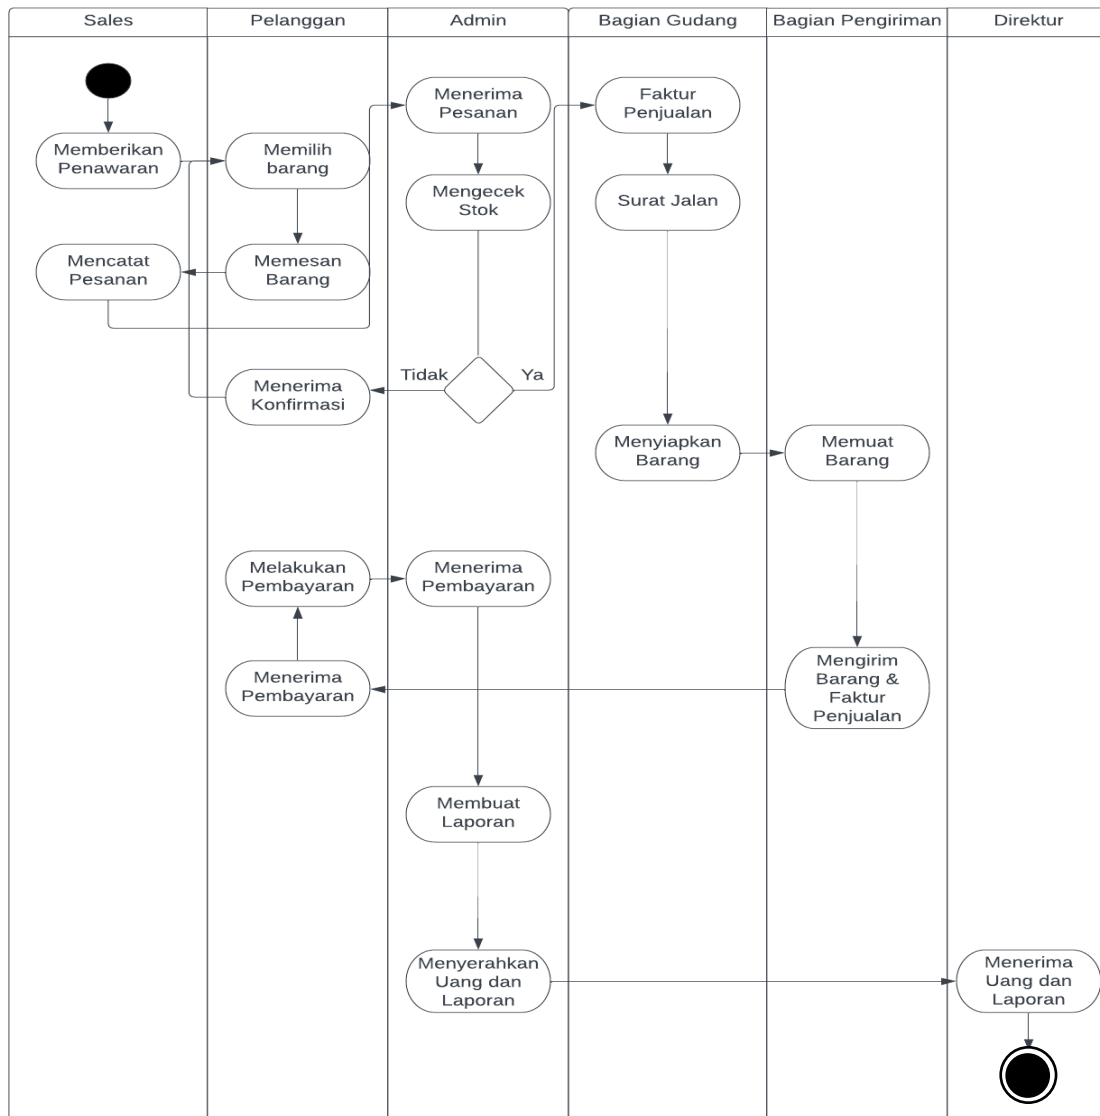 Sales
Pelanggan
Admin
Bagian Gudang
Bagian Pengiriman
Direktur
Memberikan
Penawaran
Memilih
barang
Menerima
Pesanan
Faktur
Penjualan
Mengecek
Stok
Surat Jalan
Mencatat
Pesanan
Memesan
Barang
Tidak
Ya
Menerima
Konfirmasi
Menyiapkan
Barang
Memuat
Barang
Melakukan
Pembayaran
Menerima
Pembayaran
Menerima
Pembayaran
Mengirim
Barang &
Faktur
Penjualan
Membuat
Laporan
Menyerahkan
Uang dan
Laporan
Menerima
Uang dan
Laporan